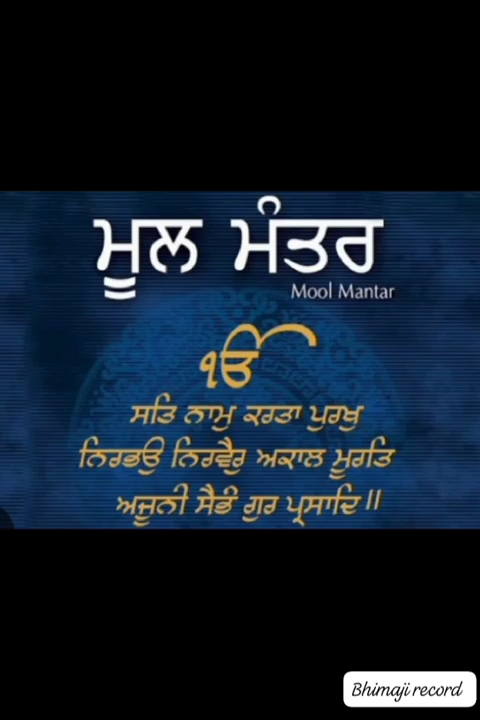 ਮੂਲ ਮੰਤਰ
Mool Mantar
ੴ
ਸਤਿ ਨਾਮੁ ਕਰਤਾ ਪੁਰਖੁ
ਨਿਰਭਉ ਨਿਰਵੈਰੁ ਅਕਾਲ ਮੂਰਤਿ
ਅਜੂਨੀ ਸੈਭੰ ਗੁਰ ਪ੍ਰਸਾਦਿ ॥
Bhimaji record